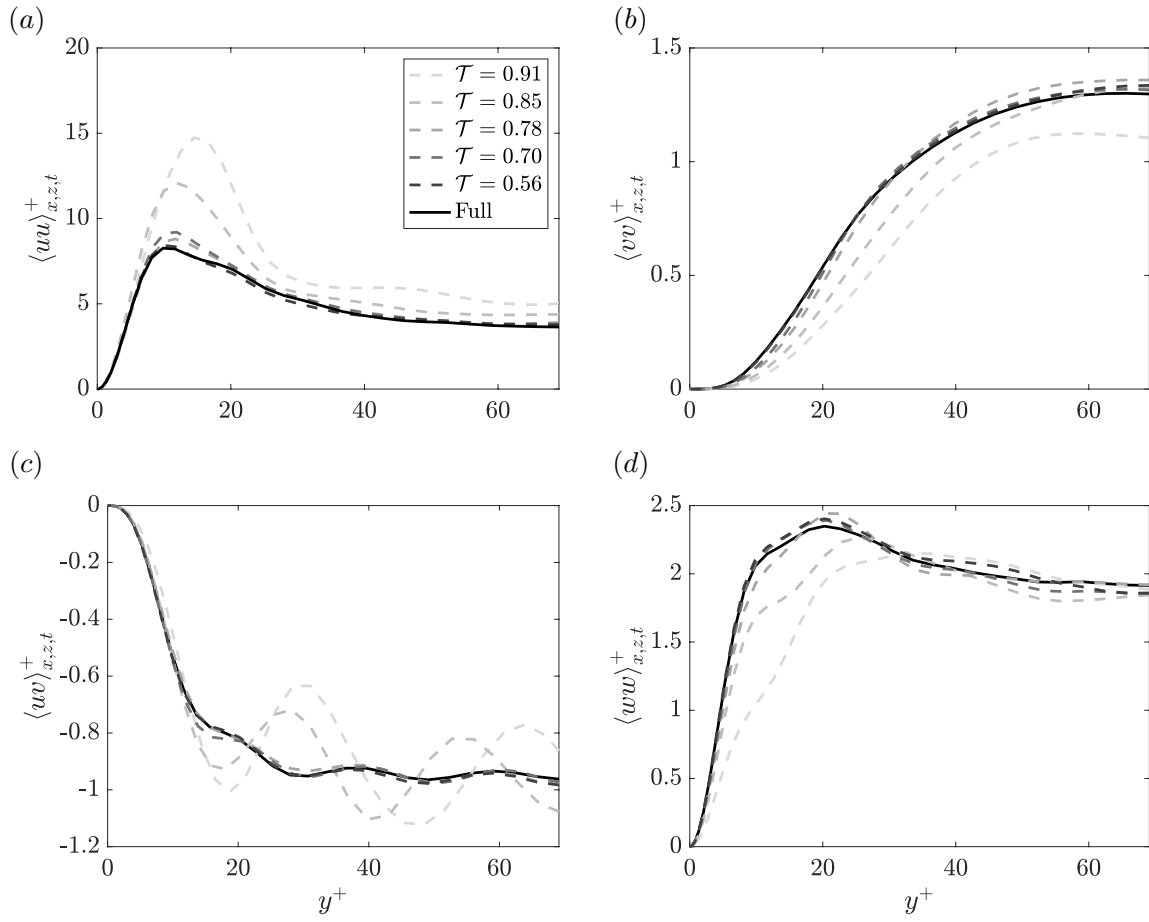 (a)
20
15
10
5
0
0 20 40 60
⟨uu⟩⁺x,z,t
𝒯 = 0.91
𝒯 = 0.85
𝒯 = 0.78
𝒯 = 0.70
𝒯 = 0.56
Full
y⁺
(b)
1.5
1
0.5
0
0 20 40 60
⟨vv⟩⁺x,z,t
(c)
0
-0.2
-0.4
-0.6
-0.8
-1
-1.2
0 20 40 60
⟨uv⟩⁺x,z,t
y⁺
(d)
2.5
2
1.5
1
0.5
0
0 20 40 60
⟨ww⟩⁺x,z,t